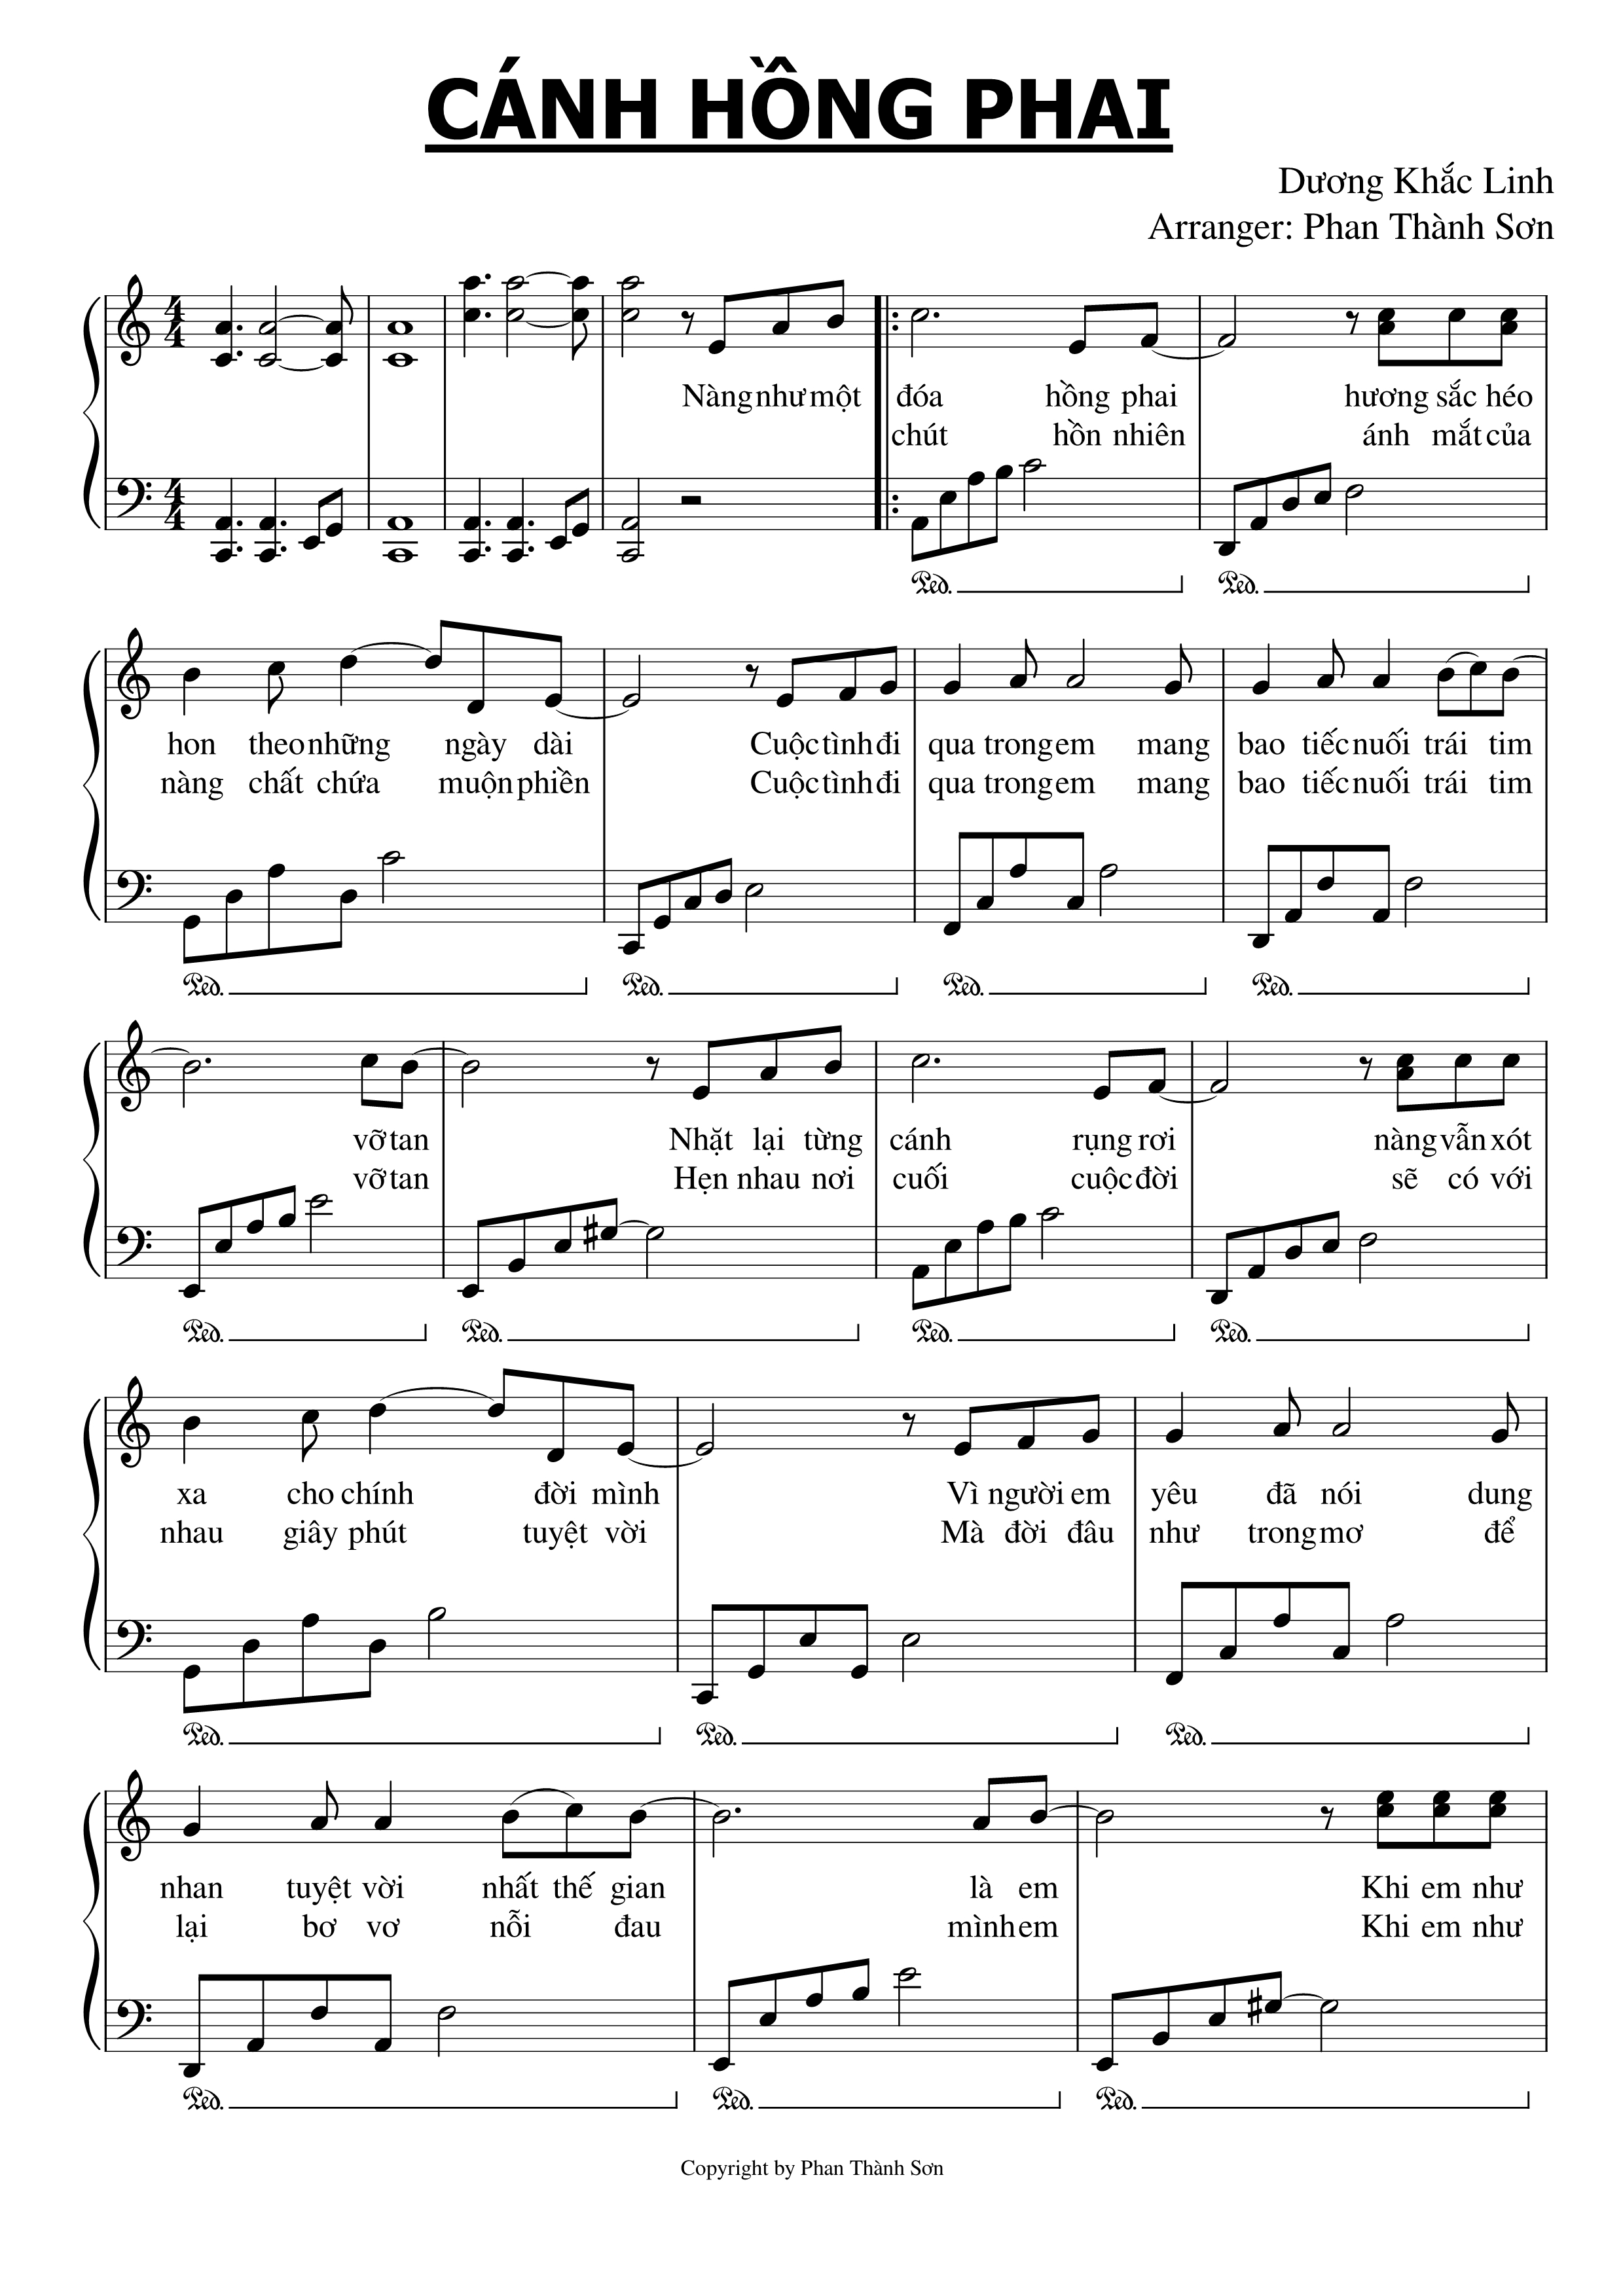 CÁNH HỒNG PHAI
Dương Khắc Linh
Arranger: Phan Thành Sơn
4 4
Nàng như một đóa hồng phai hương sắc héo
chút hồn nhiên ánh mắt của
4 4
Ped. Ped.
hon theo những ngày dài Cuộc tình đi qua trong em mang bao tiếc nuối trái tim
nàng chất chứa muộn phiền Cuộc tình đi qua trong em mang bao tiếc nuối trái tim
Ped. Ped. Ped. Ped.
vỡ tan Nhặt lại từng cánh rụng rơi nàng vẫn xót
vỡ tan Hẹn nhau nơi cuối cuộc đời sẽ có với
Ped. Ped. Ped. Ped.
xa cho chính đời mình Vì người em yêu đã nói dung
nhau giây phút tuyệt vời Mà đời đâu như trong mơ để
Ped. Ped. Ped.
nhan tuyệt vời nhất thế gian là em Khi em như
lại bơ vơ nỗi đau mình em Khi em như
Ped. Ped. Ped.
Copyright by Phan Thành Sơn